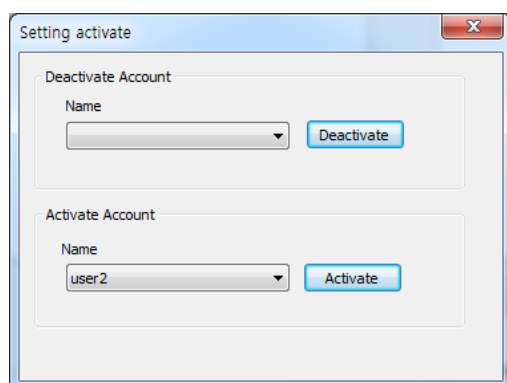 Setting activate
Deactivate Account
Name
Deactivate
Activate Account
Name
user2
Activate